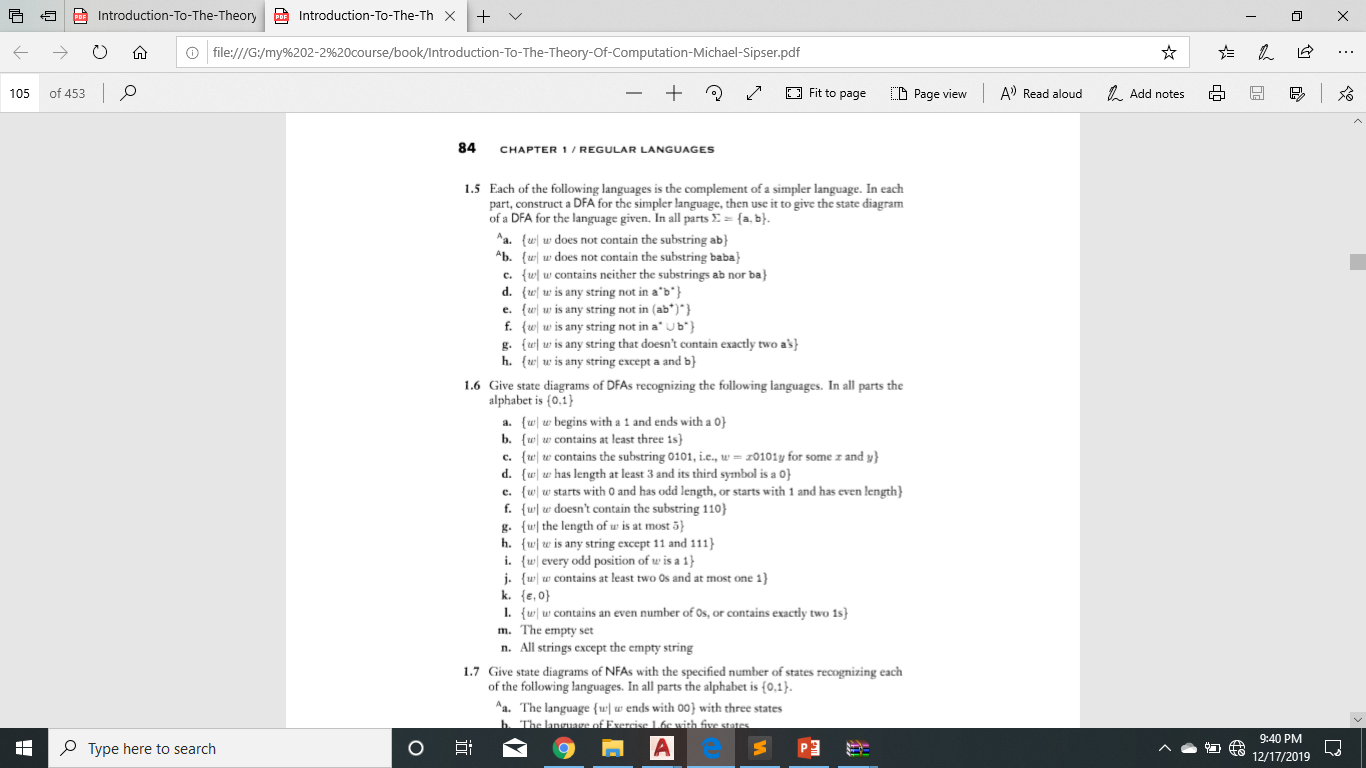 Introduction-To-The-Theory
Introduction-To-The-Th
file:///G:/my%202-2%20course/book/Introduction-To-The-Theory-Of-Computation-Michael-Sipser.pdf
105 of 453
Fit to page
Page view
Read aloud
Add notes
84 CHAPTER 1 / REGULAR LANGUAGES
1.5 Each of the following languages is the complement of a simpler language. In each
part, construct a DFA for the simpler language, then use it to give the state diagram
of a DFA for the language given. In all parts Σ = {a, b}.
ᴬa. {w| w does not contain the substring ab}
ᴬb. {w| w does not contain the substring baba}
c. {w| w contains neither the substrings ab nor ba}
d. {w| w is any string not in a*b*}
e. {w| w is any string not in (ab⁺)*}
f. {w| w is any string not in a* ∪ b*}
g. {w| w is any string that doesn't contain exactly two a's}
h. {w| w is any string except a and b}
1.6 Give state diagrams of DFAs recognizing the following languages. In all parts the
alphabet is {0,1}
a. {w| w begins with a 1 and ends with a 0}
b. {w| w contains at least three 1s}
c. {w| w contains the substring 0101, i.e., w = x0101y for some x and y}
d. {w| w has length at least 3 and its third symbol is a 0}
e. {w| w starts with 0 and has odd length, or starts with 1 and has even length}
f. {w| w doesn't contain the substring 110}
g. {w| the length of w is at most 5}
h. {w| w is any string except 11 and 111}
i. {w| every odd position of w is a 1}
j. {w| w contains at least two 0s and at most one 1}
k. {ε, 0}
l. {w| w contains an even number of 0s, or contains exactly two 1s}
m. The empty set
n. All strings except the empty string
1.7 Give state diagrams of NFAs with the specified number of states recognizing each
of the following languages. In all parts the alphabet is {0,1}.
ᴬa. The language {w| w ends with 00} with three states
b. The language of Exercise 1.6c with five states
Type here to search
9:40 PM
12/17/2019